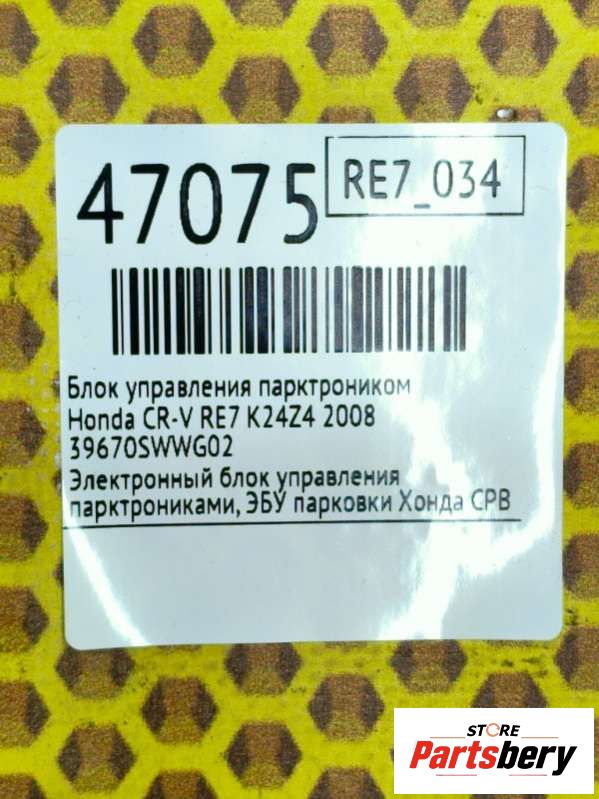 47075
RE7_034
Блок управления парктроником
Honda CR-V RE7 K24Z4 2008
39670SWWG02
Электронный блок управления
парктрониками, ЭБУ парковки Хонда СРВ
STORE
Partsbery